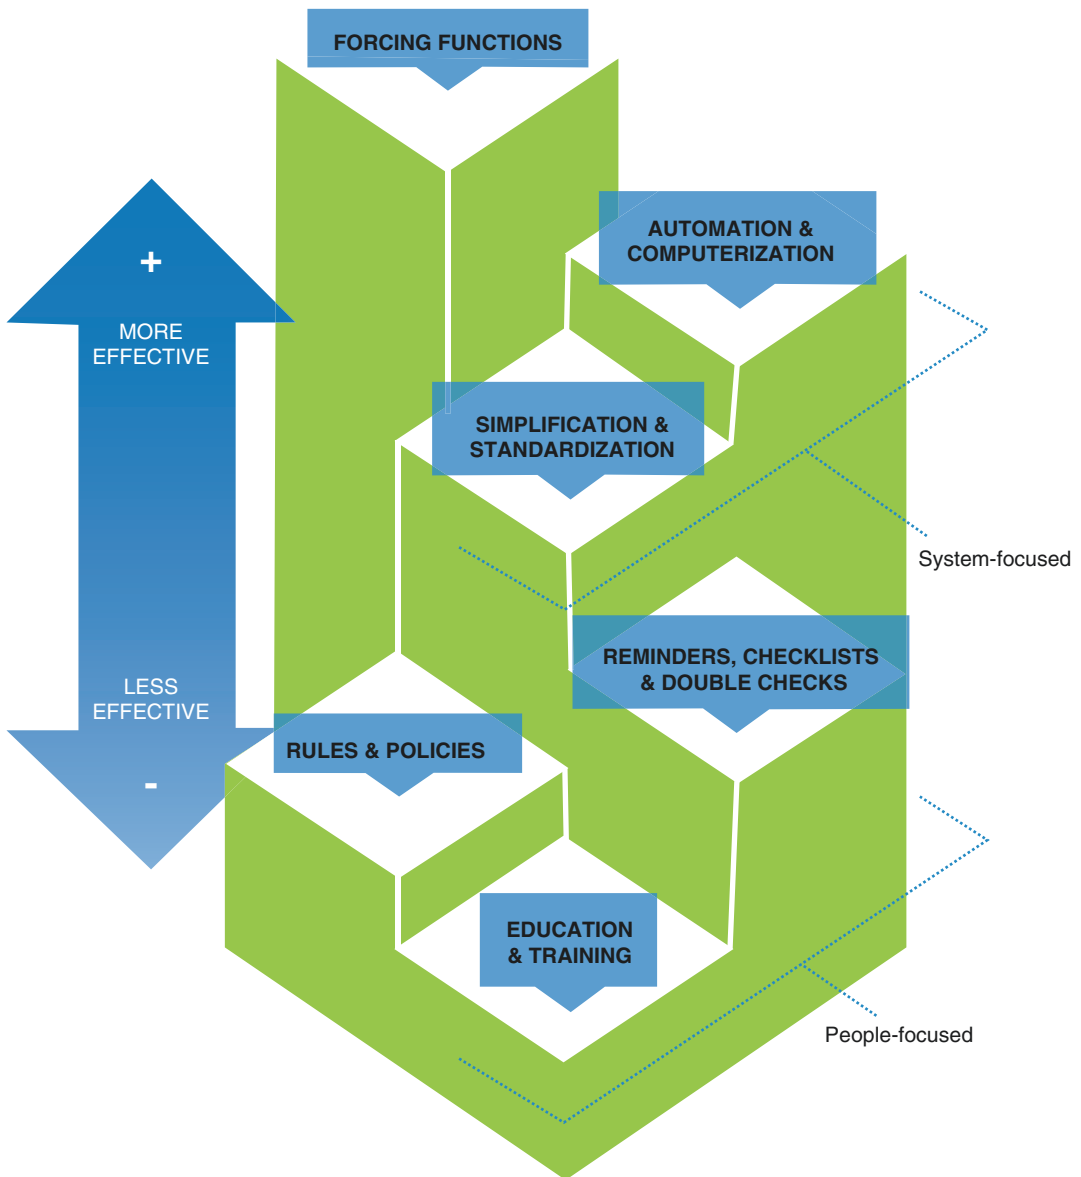 FORCING FUNCTIONS
AUTOMATION &
COMPUTERIZATION
+
MORE
EFFECTIVE
SIMPLIFICATION &
STANDARDIZATION
System-focused
REMINDERS, CHECKLISTS
& DOUBLE CHECKS
LESS
EFFECTIVE
-
RULES & POLICIES
EDUCATION
& TRAINING
People-focused